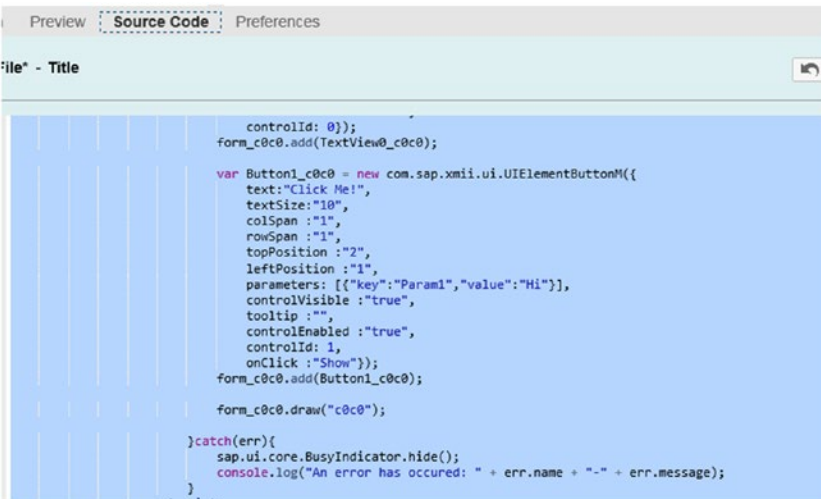 Preview Source Code Preferences
File* - Title
controlId: 0});
form_c0c0.add(TextView0_c0c0);
var Button1_c0c0 = new com.sap.xmii.ui.UIElementButtonM({
text:"Click Me!",
textSize:"10",
colSpan :"1",
rowSpan :"1",
topPosition :"2",
leftPosition :"1",
parameters: [{"key":"Param1","value":"Hi"}],
controlVisible :"true",
tooltip :"",
controlEnabled :"true",
controlId: 1,
onClick :"Show"});
form_c0c0.add(Button1_c0c0);
form_c0c0.draw("c0c0");
}catch(err){
sap.ui.core.BusyIndicator.hide();
console.log("An error has occured: " + err.name + "-" + err.message);
}